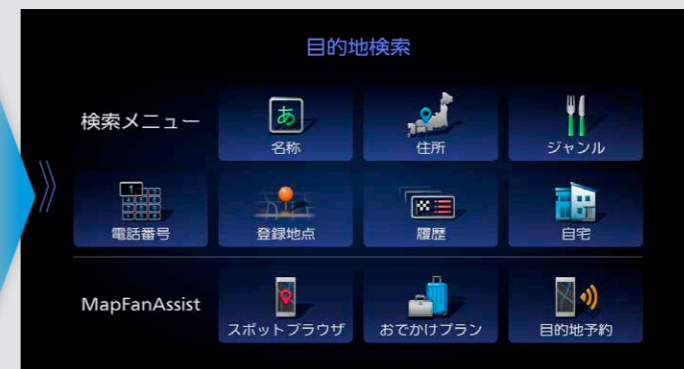 目的地検索
検索メニュー
あ
名称
住所
ジャンル
1
電話番号
登録地点
履歴
自宅
MapFanAssist
スポットブラウザ
おでかけプラン
目的地予約